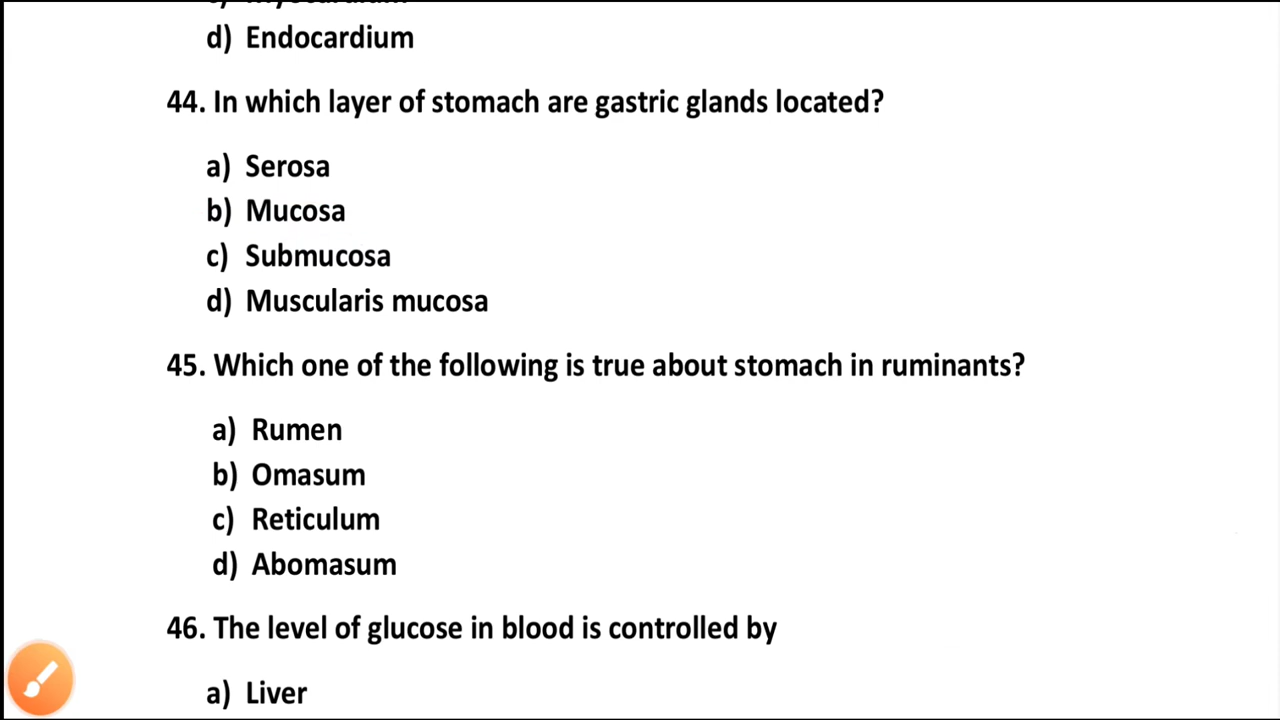 d) Endocardium
44. In which layer of stomach are gastric glands located?
a) Serosa
b) Mucosa
c) Submucosa
d) Muscularis mucosa
45. Which one of the following is true about stomach in ruminants?
a) Rumen
b) Omasum
c) Reticulum
d) Abomasum
46. The level of glucose in blood is controlled by
a) Liver